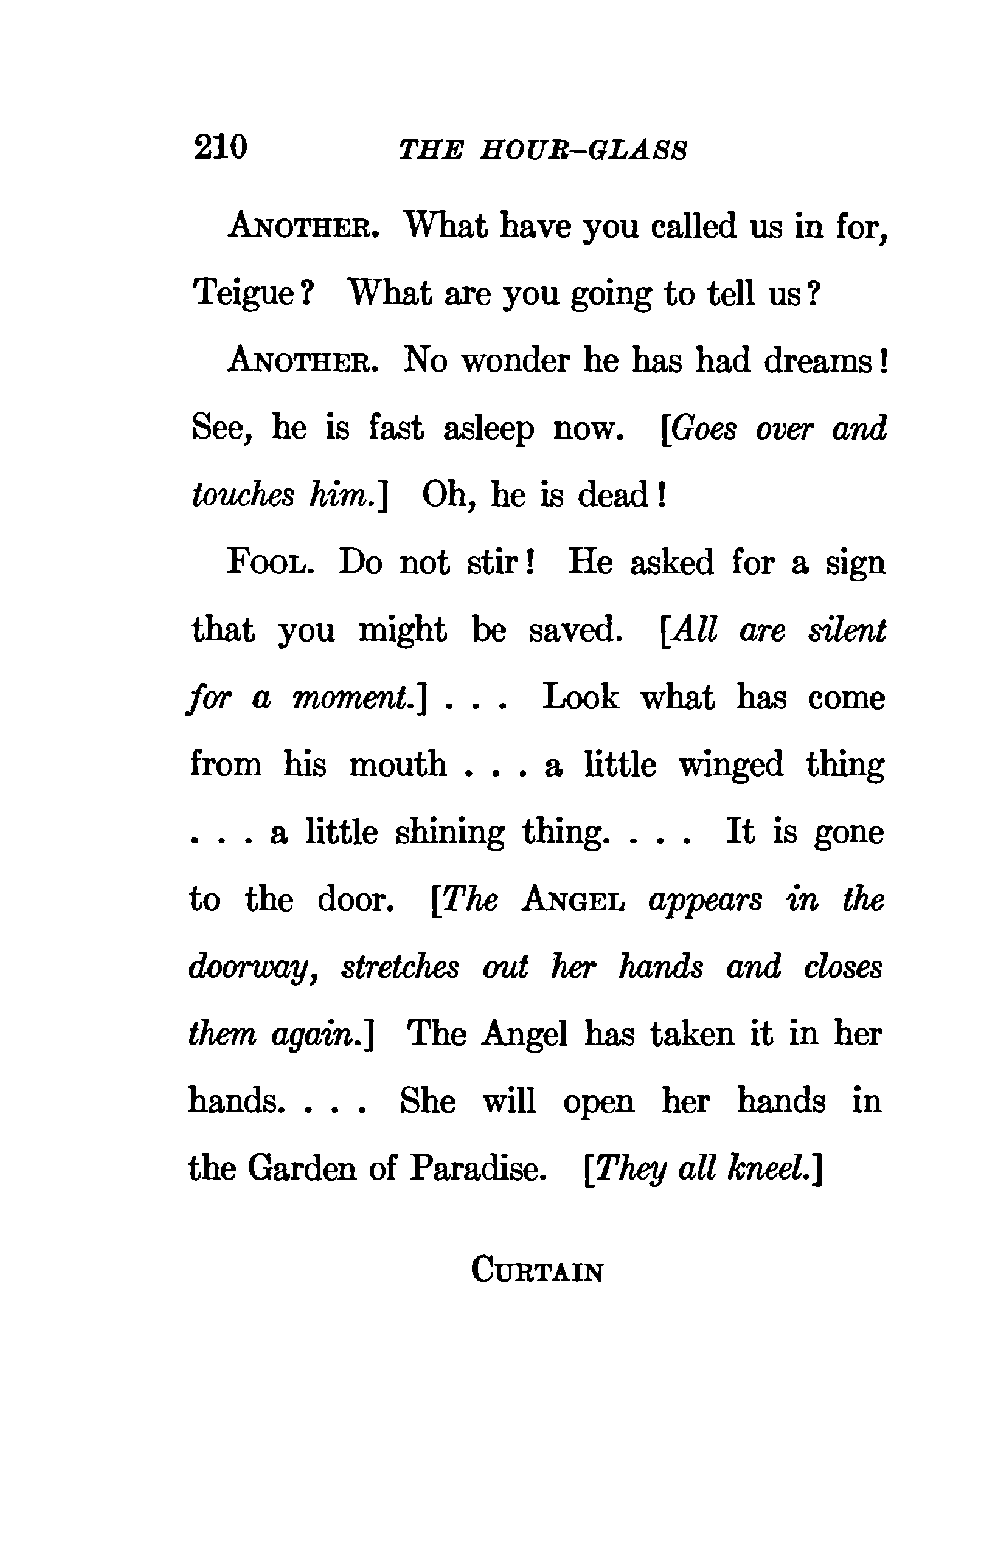 210 THE HOUR-GLASS
ANOTHER. What have you called us in for,
Teigue? What are you going to tell us?
ANOTHER. No wonder he has had dreams!
See, he is fast asleep now. [Goes over and
touches him.] Oh, he is dead!
FOOL. Do not stir! He asked for a sign
that you might be saved. [All are silent
for a moment.] . . . Look what has come
from his mouth . . . a little winged thing
. . . a little shining thing. . . . It is gone
to the door. [The ANGEL appears in the
doorway, stretches out her hands and closes
them again.] The Angel has taken it in her
hands. . . . She will open her hands in
the Garden of Paradise. [They all kneel.]
CURTAIN